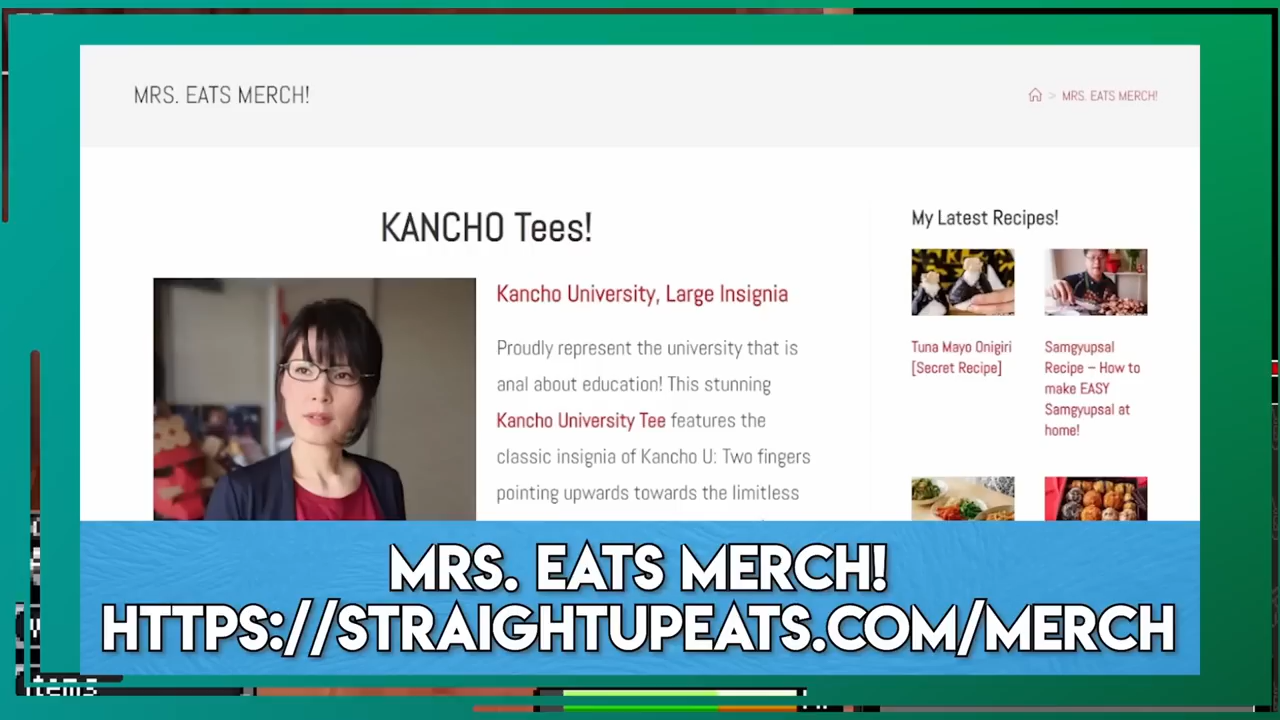 MRS. EATS MERCH!
> MRS. EATS MERCH!
KANCHO Tees!
Kancho University, Large Insignia
Proudly represent the university that is
anal about education! This stunning
Kancho University Tee features the
classic insignia of Kancho U: Two fingers
pointing upwards towards the limitless
My Latest Recipes!
Tuna Mayo Onigiri
[Secret Recipe]
Samgyupsal
Recipe – How to
make EASY
Samgyupsal at
home!
MRS. EATS MERCH!
HTTPS://STRAIGHTUPEATS.COM/MERCH
Items